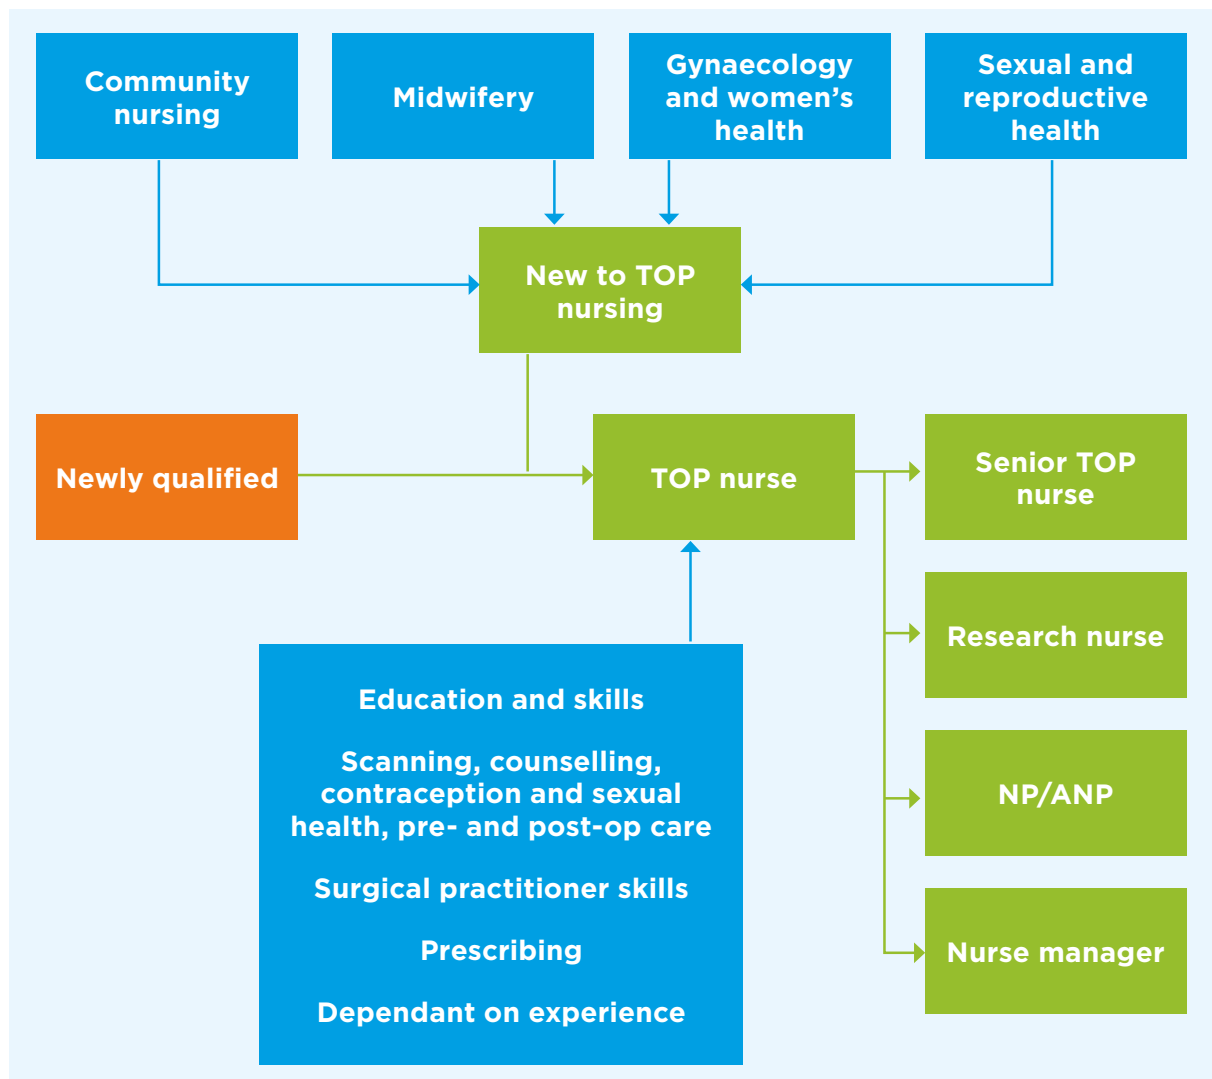 Community
nursing
Midwifery
Gynaecology
and women’s
health
Sexual and
reproductive
health
New to TOP
nursing
Newly qualified
TOP nurse
Senior TOP
nurse
Research nurse
NP/ANP
Nurse manager
Education and skills
Scanning, counselling,
contraception and sexual
health, pre- and post-op care
Surgical practitioner skills
Prescribing
Dependant on experience